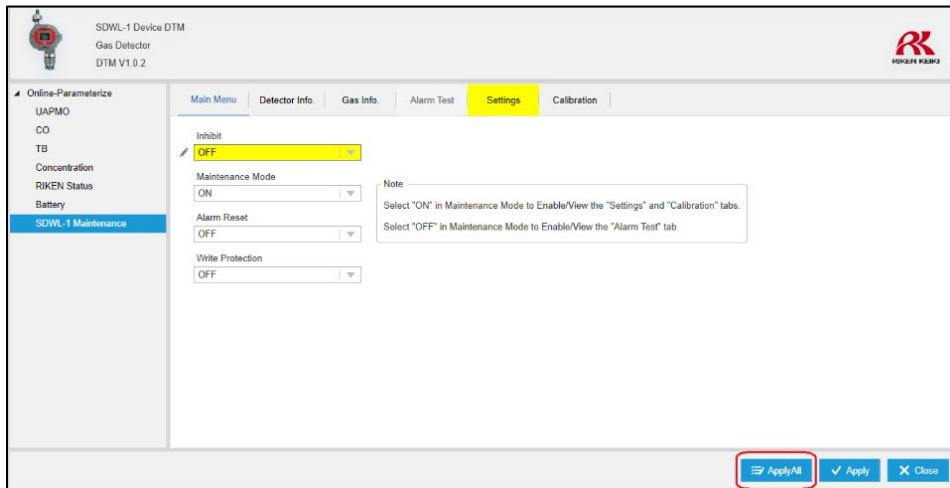 SDWL-1 Device DTM
Gas Detector
DTM V1.0.2
RIKEN KEIKI
Online-Parameterize
UAPMO
CO
TB
Concentration
RIKEN Status
Battery
SDWL-1 Maintenance
Main Menu
Detector Info.
Gas Info.
Alarm Test
Settings
Calibration
Inhibit
OFF
Maintenance Mode
ON
Alarm Reset
OFF
Write Protection
OFF
Note
Select "ON" in Maintenance Mode to Enable/View the "Settings" and "Calibration" tabs.
Select "OFF" in Maintenance Mode to Enable/View the "Alarm Test" tab.
ApplyAll
Apply
Close